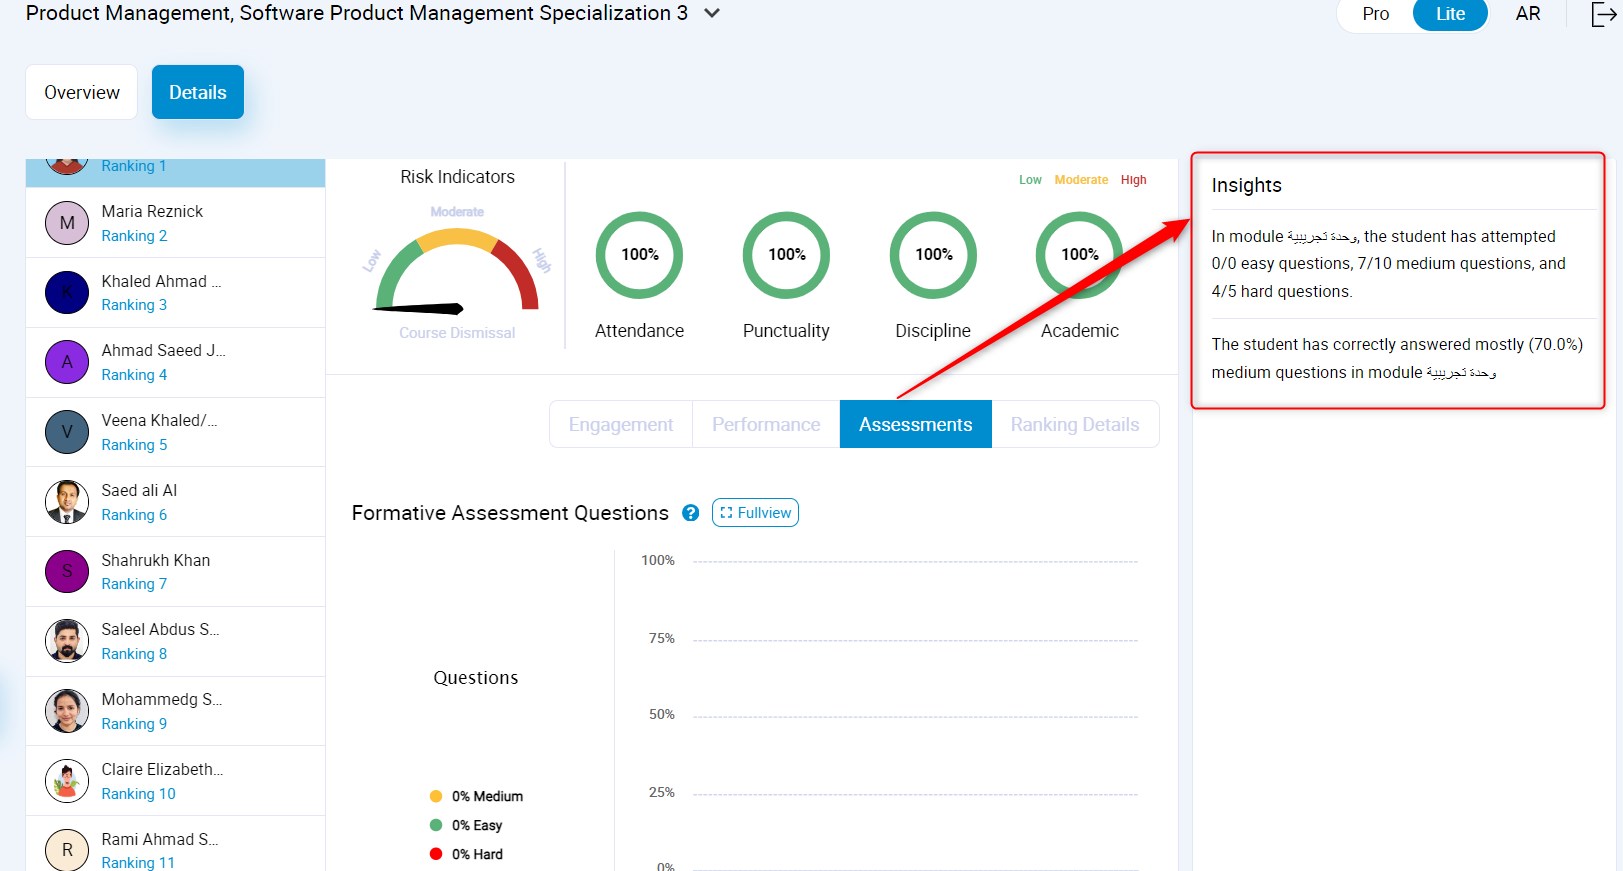 Product Management, Software Product Management Specialization 3
Pro
Lite
AR
Overview
Details
Ranking 1
M
Maria Reznick
Ranking 2
K
Khaled Ahmad ...
Ranking 3
A
Ahmad Saeed J...
Ranking 4
V
Veena Khaled/...
Ranking 5
Saed ali Al
Ranking 6
S
Shahrukh Khan
Ranking 7
Saleel Abdus S...
Ranking 8
Mohammedg S...
Ranking 9
Claire Elizabeth...
Ranking 10
R
Rami Ahmad S...
Ranking 11
Risk Indicators
Low
Moderate
High
Course Dismissal
Low Moderate High
100%
100%
100%
100%
Attendance
Punctuality
Discipline
Academic
Engagement
Performance
Assessments
Ranking Details
Formative Assessment Questions ?
Fullview
Questions
0% Medium
0% Easy
0% Hard
100%
75%
50%
25%
0%
Insights
In module وحدة تجريبية, the student has attempted
0/0 easy questions, 7/10 medium questions, and
4/5 hard questions.
The student has correctly answered mostly (70.0%)
medium questions in module وحدة تجريبية